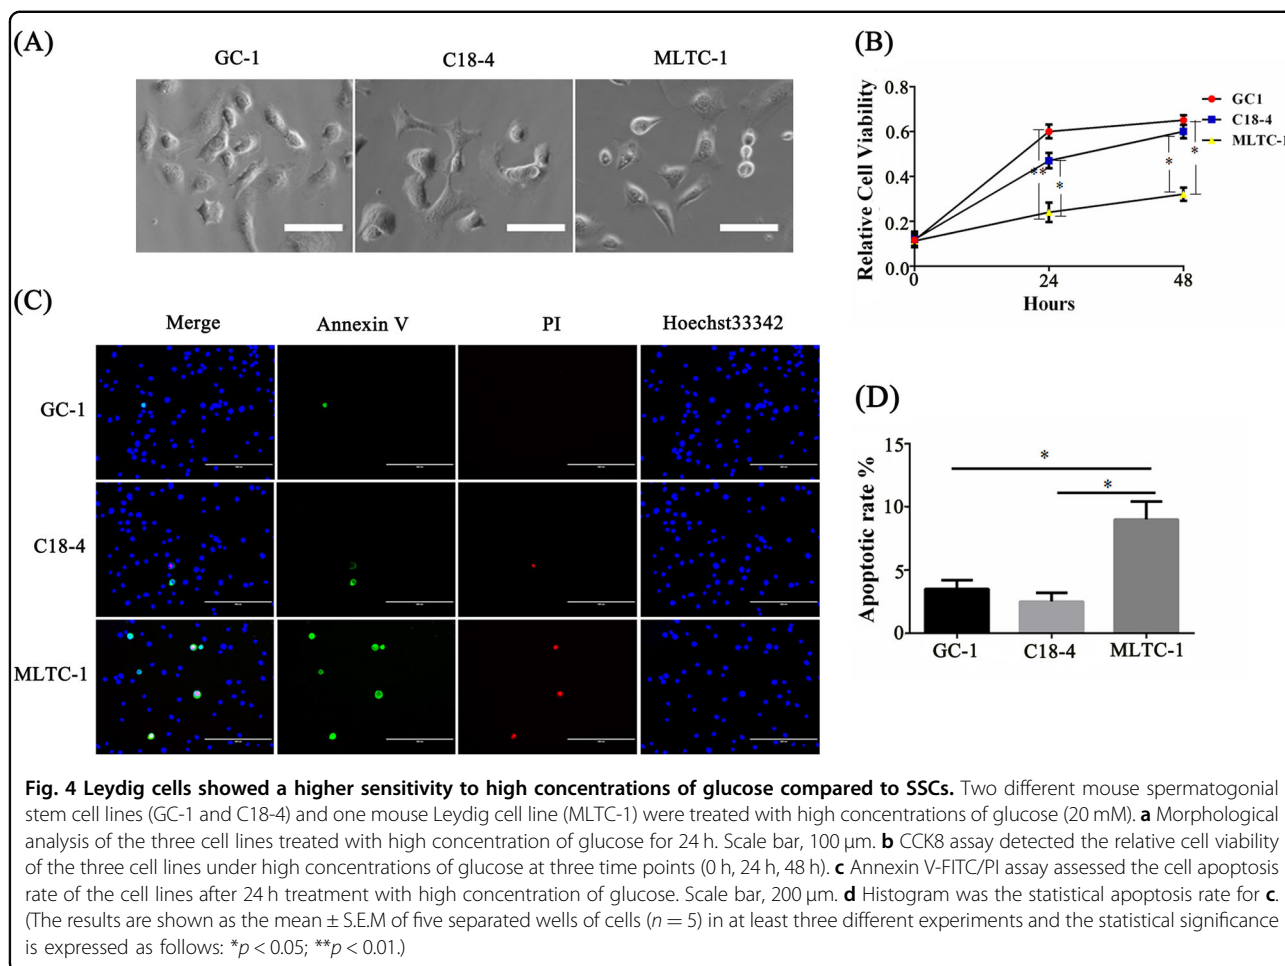 (A)
GC-1 C18-4 MLTC-1
(B)
Relative Cell Viability
0.8
0.6
0.4
0.2
0.0
0 24 48
Hours
GC1
C18-4
MLTC-1
**
*
*
*
(C)
Merge Annexin V PI Hoechst33342
GC-1
C18-4
MLTC-1
(D)
Apoptotic rate %
15
10
5
0
*
*
GC-1 C18-4 MLTC-1
Fig. 4 Leydig cells showed a higher sensitivity to high concentrations of glucose compared to SSCs. Two different mouse spermatogonial
stem cell lines (GC-1 and C18-4) and one mouse Leydig cell line (MLTC-1) were treated with high concentrations of glucose (20 mM). a Morphological
analysis of the three cell lines treated with high concentration of glucose for 24 h. Scale bar, 100 μm. b CCK8 assay detected the relative cell viability
of the three cell lines under high concentrations of glucose at three time points (0 h, 24 h, 48 h). c Annexin V-FITC/PI assay assessed the cell apoptosis
rate of the cell lines after 24 h treatment with high concentration of glucose. Scale bar, 200 μm. d Histogram was the statistical apoptosis rate for c.
(The results are shown as the mean ± S.E.M of five separated wells of cells (n = 5) in at least three different experiments and the statistical significance
is expressed as follows: *p < 0.05; **p < 0.01.)